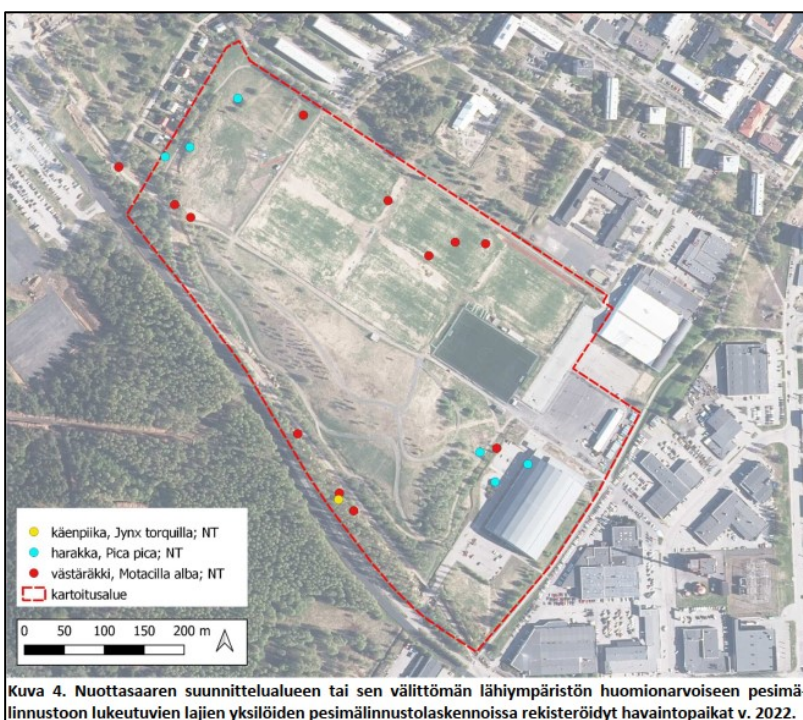 käenpiika, Jynx torquilla; NT
harakka, Pica pica; NT
västäräkki, Motacilla alba; NT
kartoitusalue
0 50 100 150 200 m
Kuva 4. Nuottasaaren suunnittelualueen tai sen välittömän lähiympäristön huomionarvoiseen pesimä-
linnustoon lukeutuvien lajien yksilöiden pesimälinnustolaskennoissa rekisteröidyt havaintopaikat v. 2022.